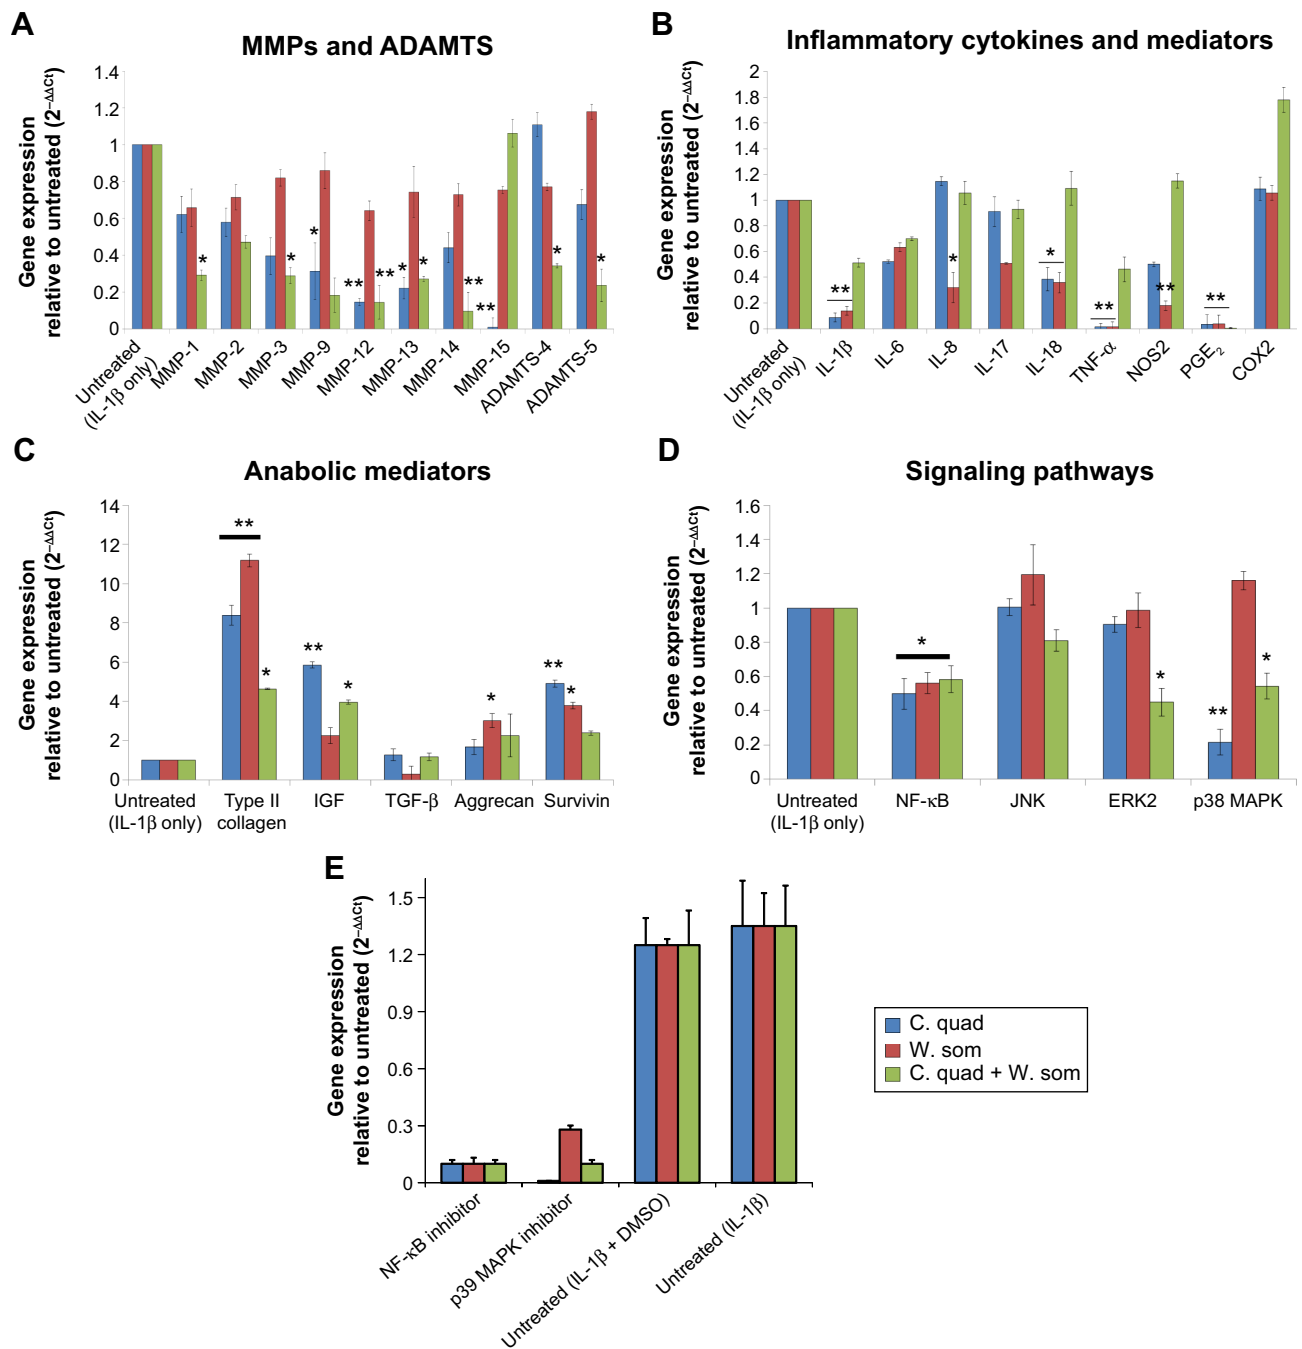 A
MMPs and ADAMTS
Gene expression
relative to untreated (2⁻ΔΔCt)
1.4
1.2
1
0.8
0.6
0.4
0.2
0
*
*
*
**
**
*
*
**
**
*
*
Untreated
(IL-1β only)
MMP-1
MMP-2
MMP-3
MMP-9
MMP-12
MMP-13
MMP-14
MMP-15
ADAMTS-4
ADAMTS-5
B
Inflammatory cytokines and mediators
Gene expression
relative to untreated (2⁻ΔΔCt)
2
1.8
1.6
1.4
1.2
1.0
0.8
0.6
0.4
0.2
0
**
*
*
**
**
**
Untreated
(IL-1β only)
IL-1β
IL-6
IL-8
IL-17
IL-18
TNF-α
NOS2
PGE₂
COX2
C
Anabolic mediators
Gene expression
relative to untreated (2⁻ΔΔCt)
14
12
10
8
6
4
2
0
**
*
**
*
*
**
*
Untreated
(IL-1β only)
Type II
collagen
IGF
TGF-β
Aggrecan
Survivin
D
Signaling pathways
Gene expression
relative to untreated (2⁻ΔΔCt)
1.6
1.4
1.2
1
0.8
0.6
0.4
0.2
0
*
*
**
*
Untreated
(IL-1β only)
NF-κB
JNK
ERK2
p38 MAPK
E
Gene expression
relative to untreated (2⁻ΔΔCt)
1.5
1.2
0.9
0.6
0.3
0
NF-κB inhibitor
p39 MAPK inhibitor
Untreated (IL-1β + DMSO)
Untreated (IL-1β)
C. quad
W. som
C. quad + W. som